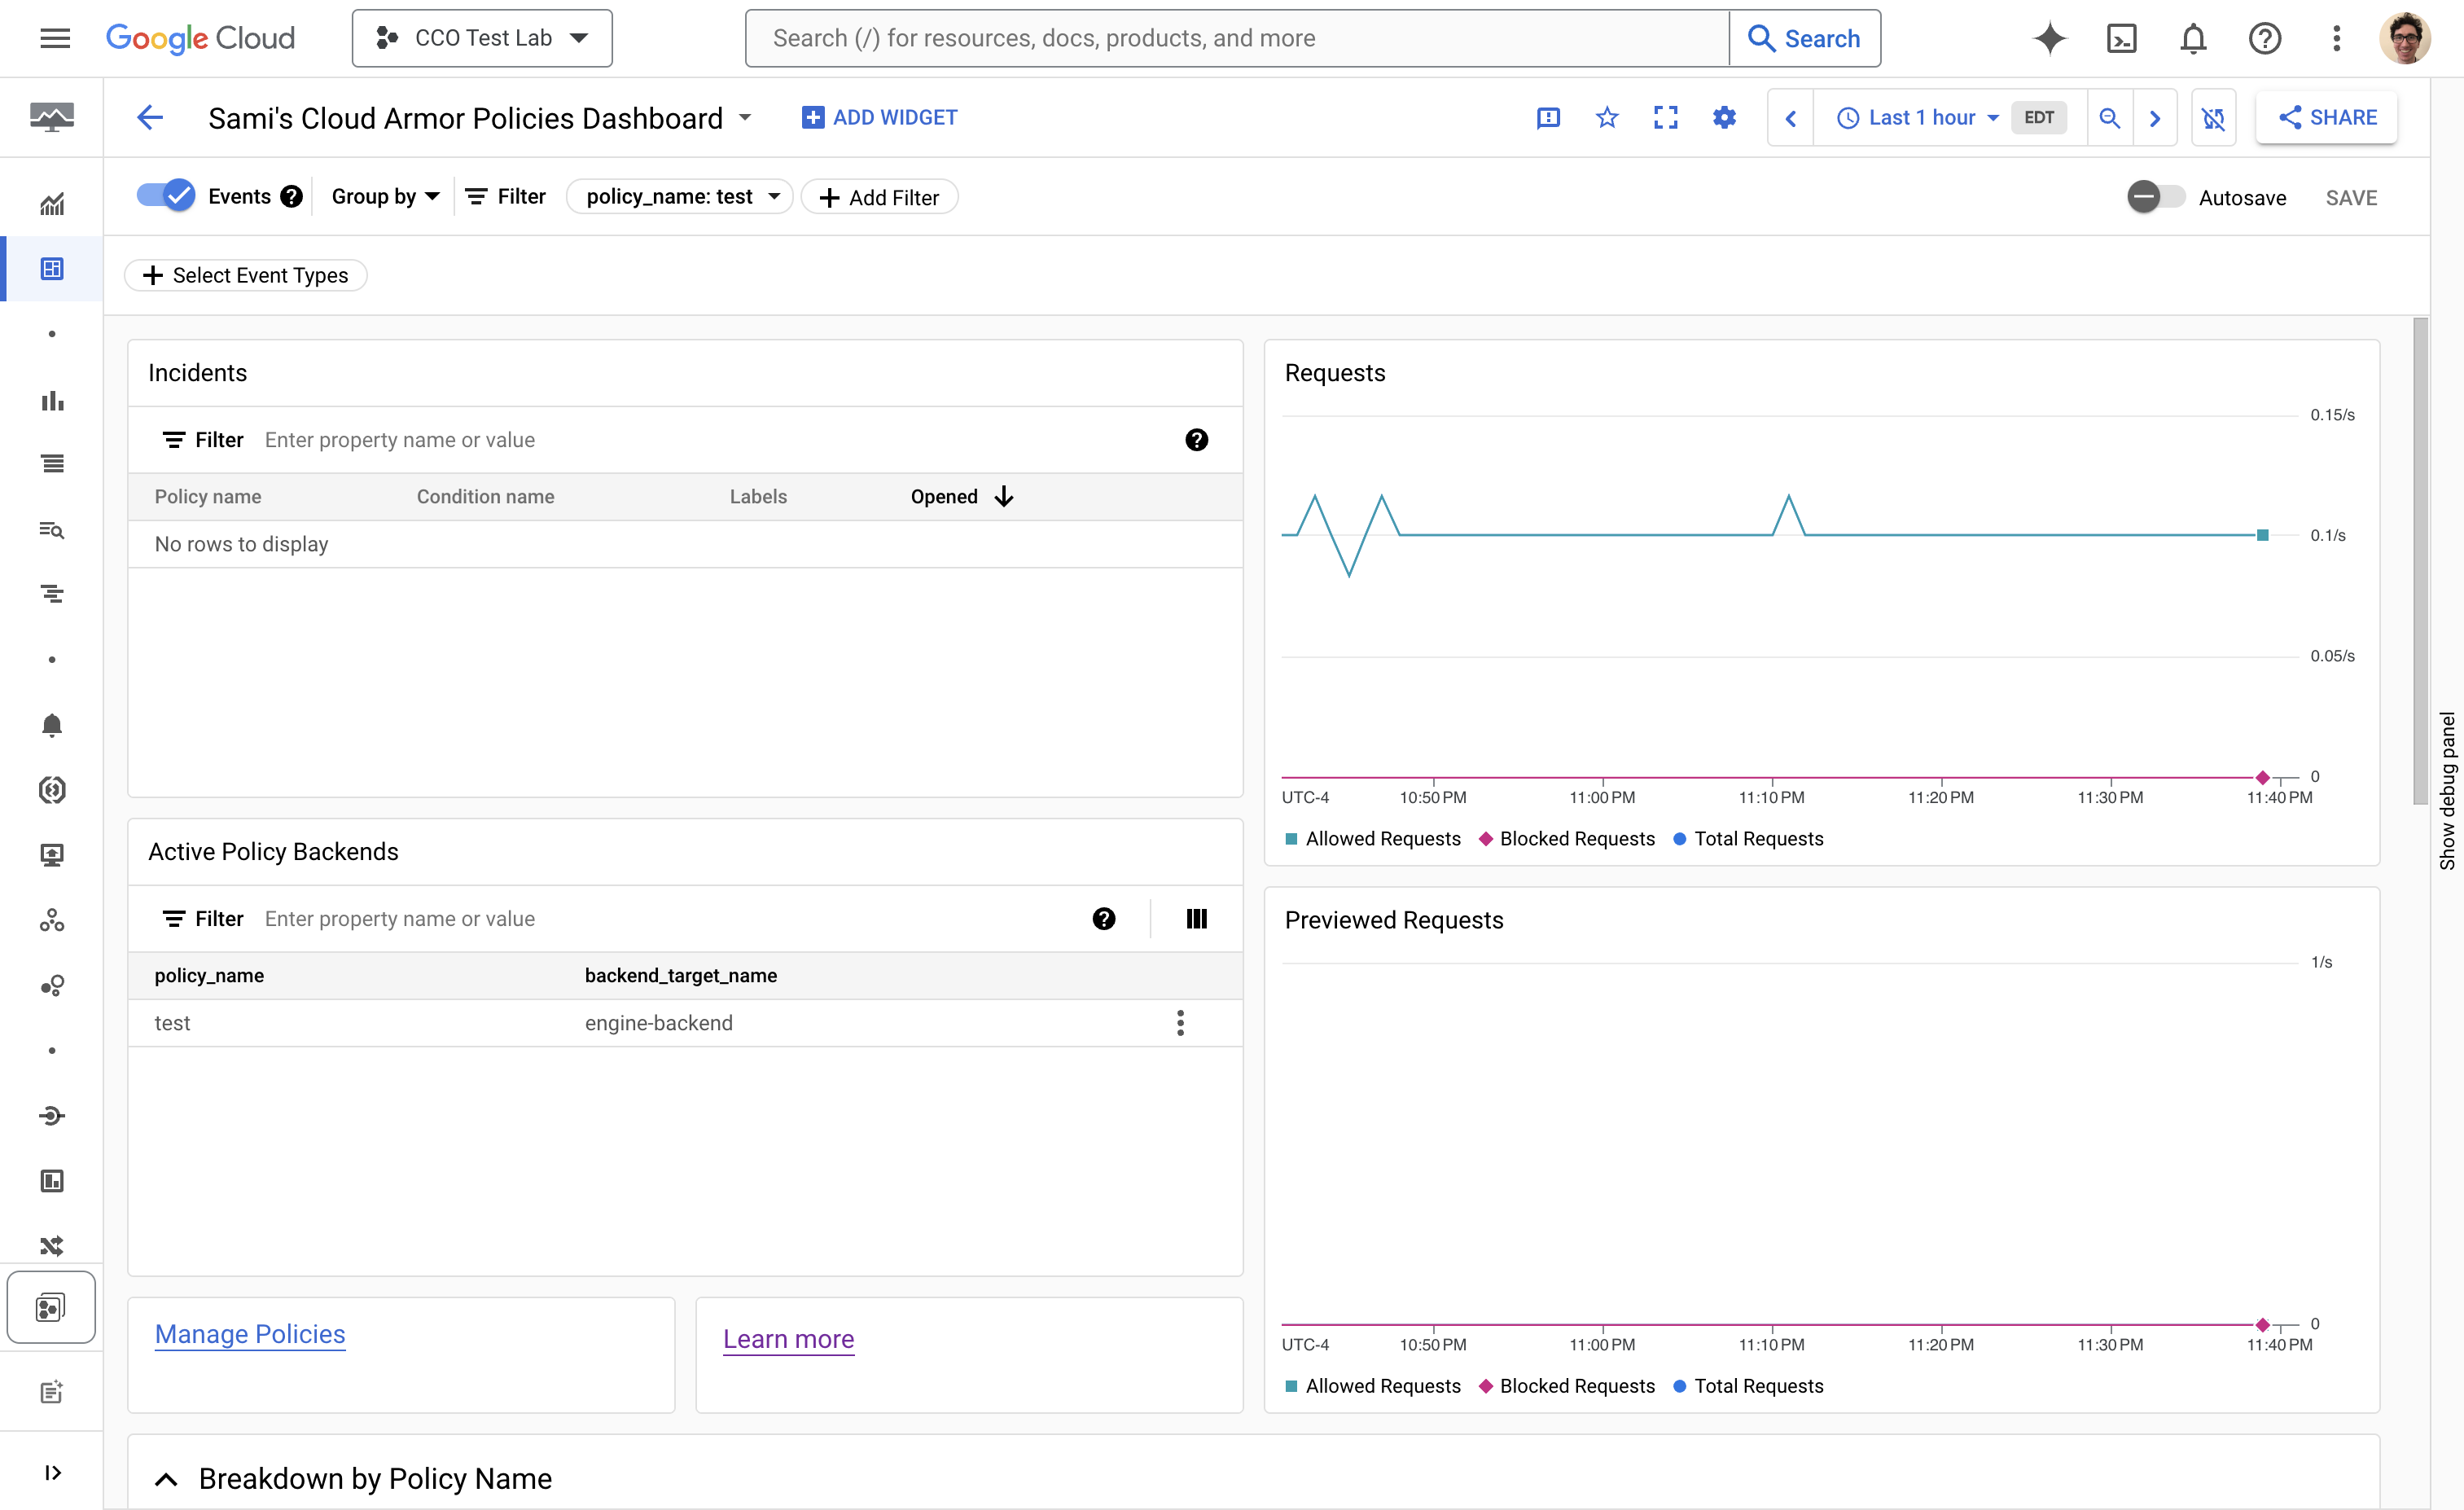 Google Cloud
CCO Test Lab
Search (/) for resources, docs, products, and more
Search
Sami's Cloud Armor Policies Dashboard
ADD WIDGET
Last 1 hour
EDT
SHARE
Events
Group by
Filter
policy_name: test
Add Filter
Autosave
SAVE
Select Event Types
Incidents
Filter Enter property name or value
Policy name Condition name Labels Opened
No rows to display
Requests
0.15/s
0.1/s
0.05/s
0
UTC-4 10:50 PM 11:00 PM 11:10 PM 11:20 PM 11:30 PM 11:40 PM
Allowed Requests Blocked Requests Total Requests
Active Policy Backends
Filter Enter property name or value
policy_name backend_target_name
test engine-backend
Previewed Requests
1/s
0
UTC-4 10:50 PM 11:00 PM 11:10 PM 11:20 PM 11:30 PM 11:40 PM
Allowed Requests Blocked Requests Total Requests
Manage Policies
Learn more
Breakdown by Policy Name
Show debug panel